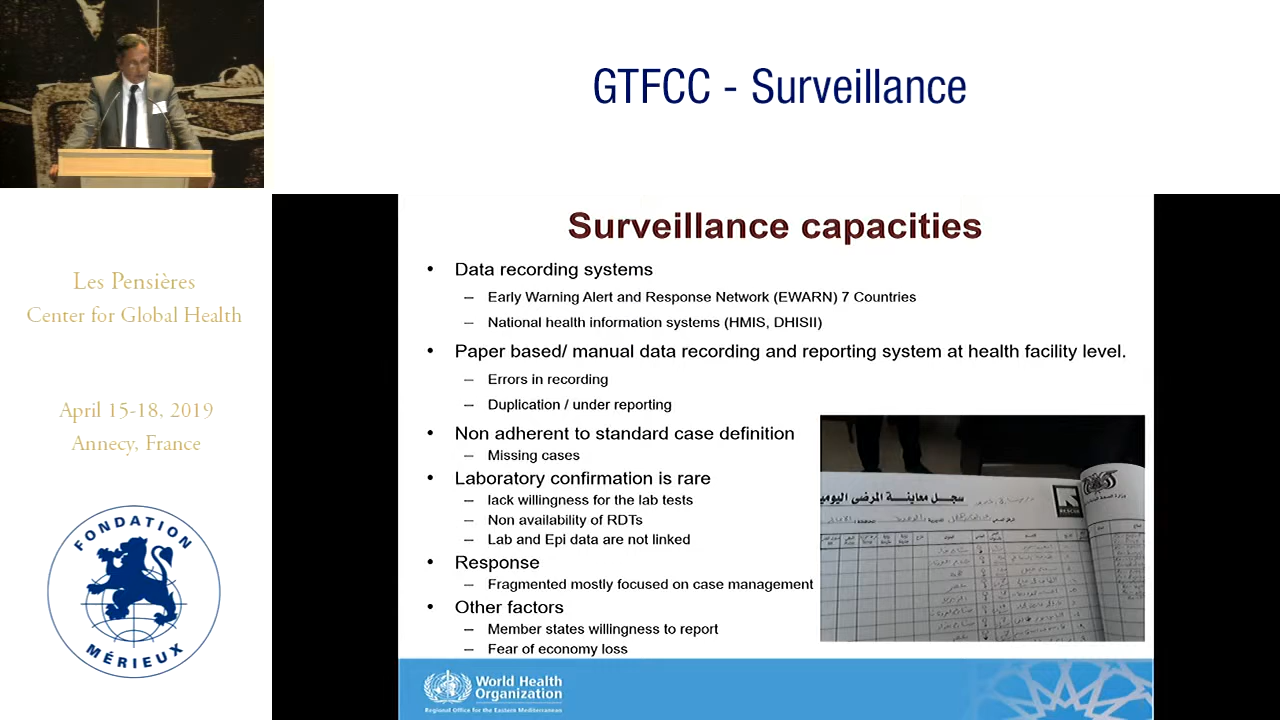 GTFCC - Surveillance
Les Pensières
Center for Global Health
April 15-18, 2019
Annecy, France
FONDATION
MÉRIEUX
Surveillance capacities
• Data recording systems
– Early Warning Alert and Response Network (EWARN) 7 Countries
– National health information systems (HMIS, DHISII)
• Paper based/ manual data recording and reporting system at health facility level.
– Errors in recording
– Duplication / under reporting
• Non adherent to standard case definition
– Missing cases
• Laboratory confirmation is rare
– lack willingness for the lab tests
– Non availability of RDTs
– Lab and Epi data are not linked
• Response
– Fragmented mostly focused on case management
• Other factors
– Member states willingness to report
– Fear of economy loss
سجل معاينة المرضى اليومي
RESCUE
World Health
Organization
Regional Office for the Eastern Mediterranean